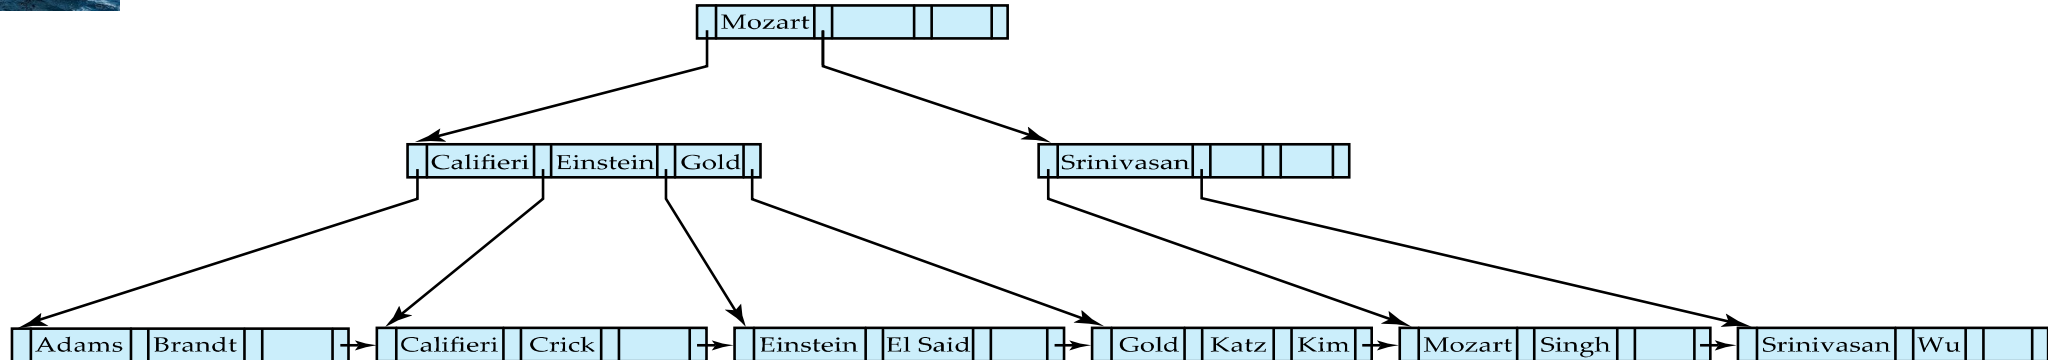 Mozart
Califieri Einstein Gold Srinivasan
Adams Brandt Califieri Crick Einstein El Said Gold Katz Kim Mozart Singh Srinivasan Wu